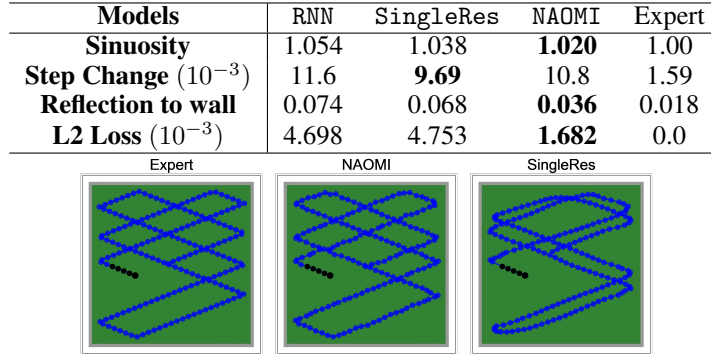 Models RNN SingleRes NAOMI Expert
Sinuosity 1.054 1.038 1.020 1.00
Step Change (10⁻³) 11.6 9.69 10.8 1.59
Reflection to wall 0.074 0.068 0.036 0.018
L2 Loss (10⁻³) 4.698 4.753 1.682 0.0
Expert NAOMI SingleRes